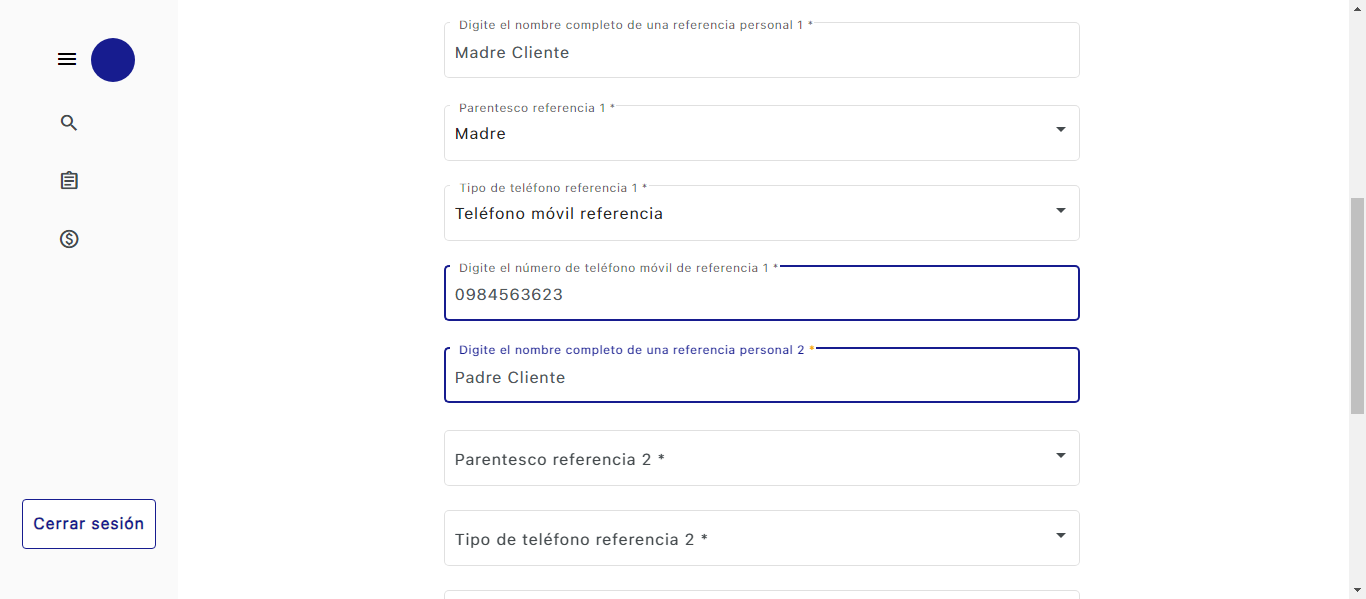 Digite el nombre completo de una referencia personal 1 *
Madre Cliente
Parentesco referencia 1 *
Madre
Tipo de teléfono referencia 1 *
Teléfono móvil referencia
Digite el número de teléfono móvil de referencia 1 *
0984563623
Digite el nombre completo de una referencia personal 2 *
Padre Cliente
Parentesco referencia 2 *
Tipo de teléfono referencia 2 *
Cerrar sesión